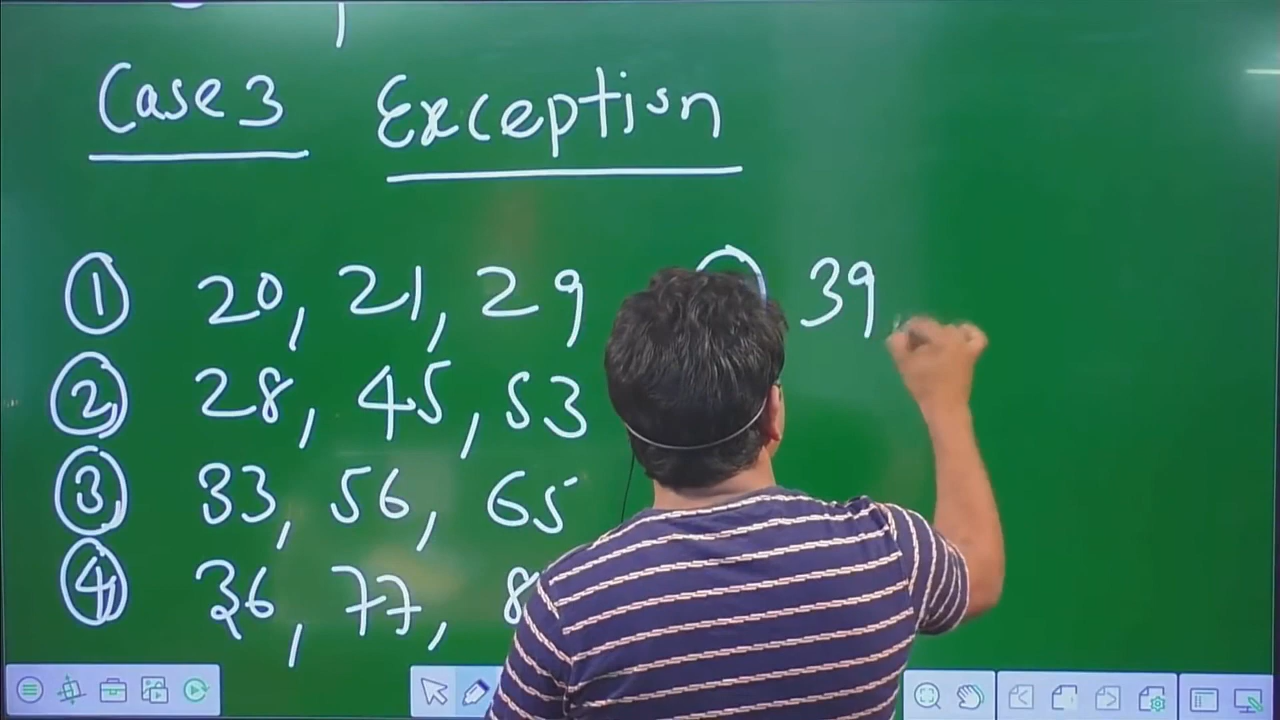 Case 3 Exception
① 20, 21, 29 39
② 28, 45, 53
③ 33, 56, 65
④ 36, 77, 8